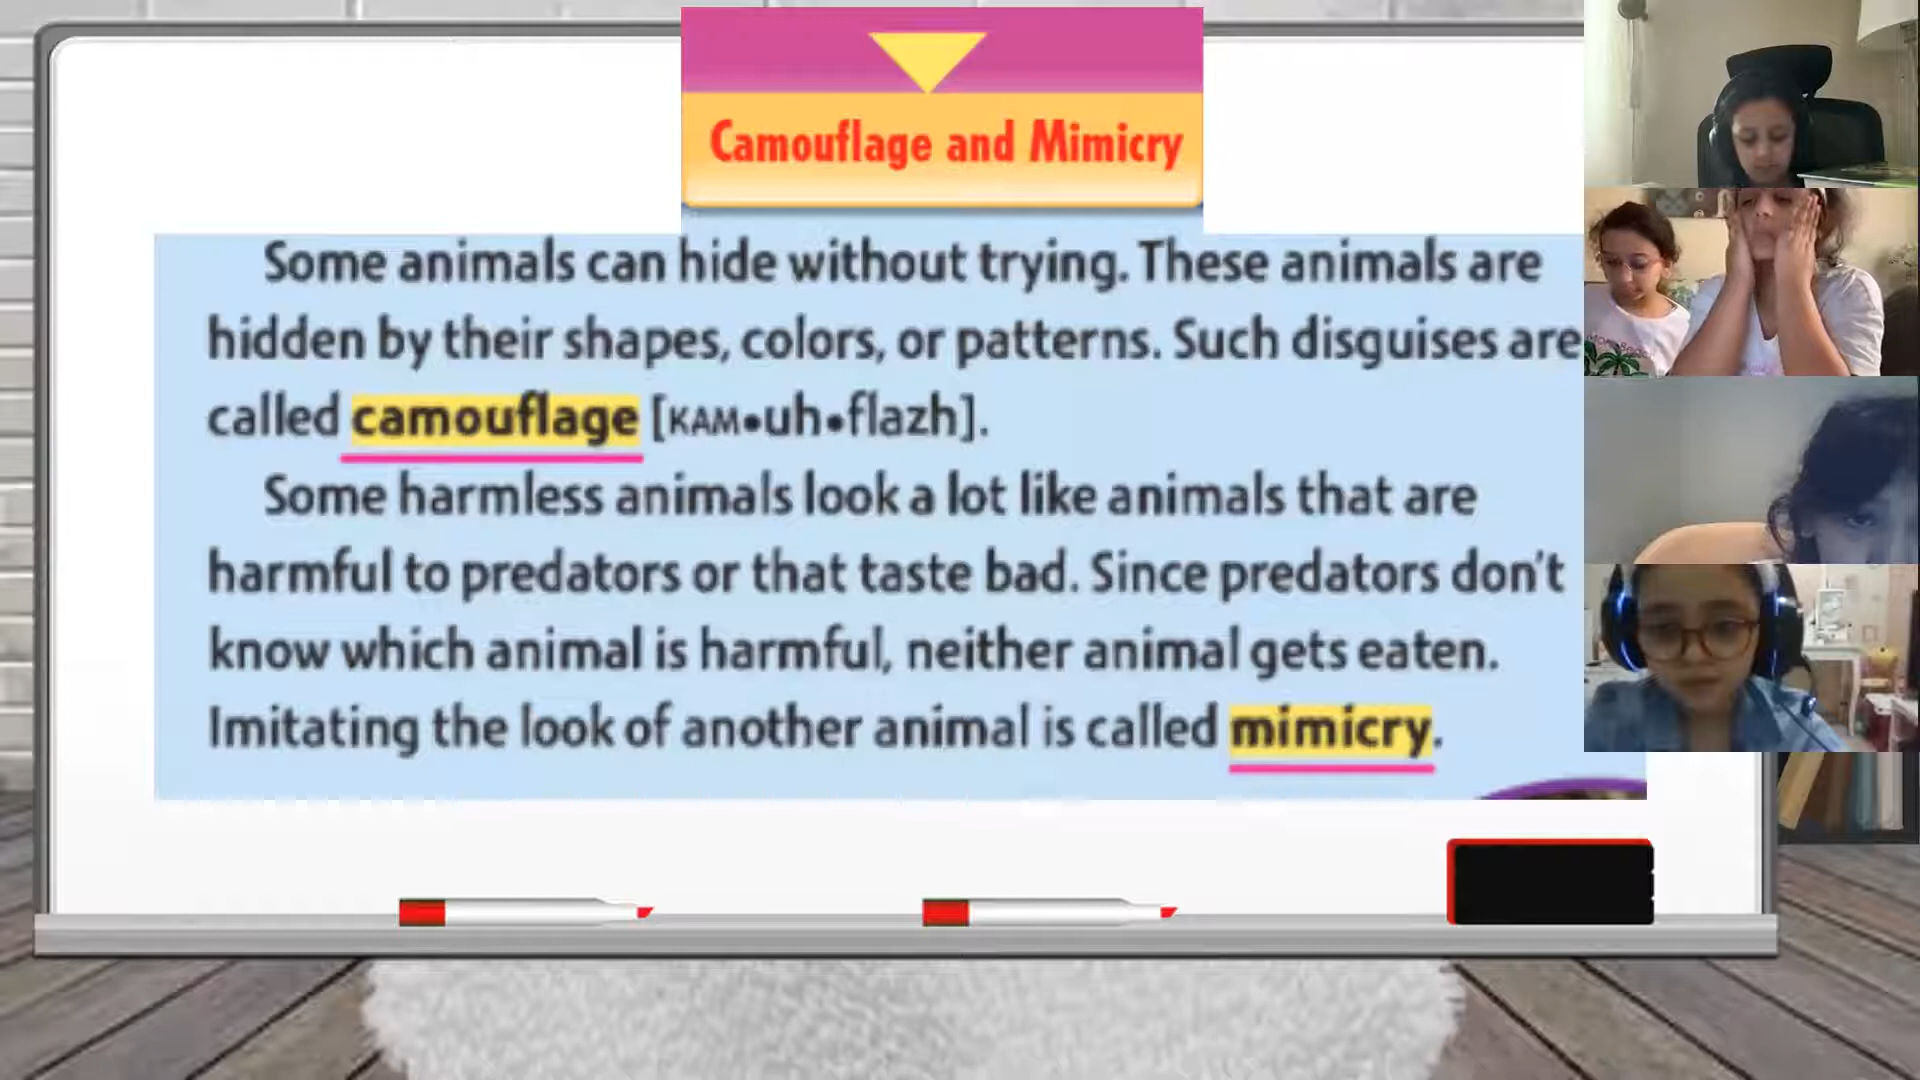 Camouflage and Mimicry
Some animals can hide without trying. These animals are
hidden by their shapes, colors, or patterns. Such disguises are
called camouflage [KAM•uh•flazh].
Some harmless animals look a lot like animals that are
harmful to predators or that taste bad. Since predators don't
know which animal is harmful, neither animal gets eaten.
Imitating the look of another animal is called mimicry.